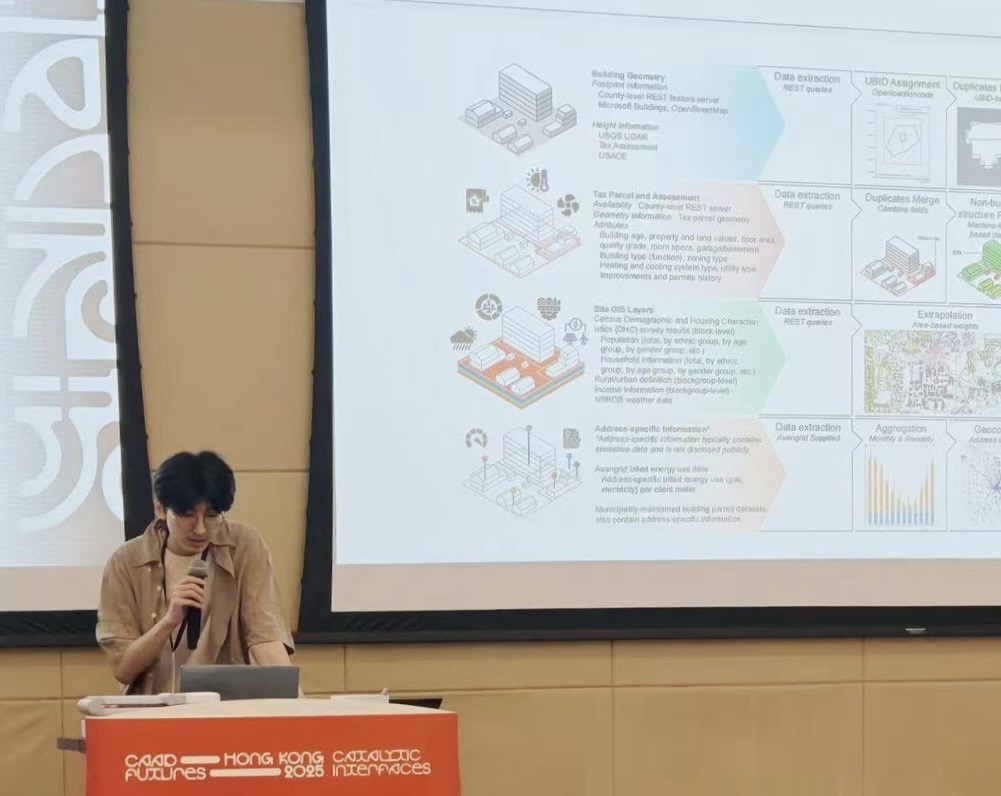 Building Geometry
Footprint information
County-level REST feature server
Microsoft Buildings, OpenStreetMap
Height information
USGS LiDAR
Tax Assessment
USACE
Data extraction
REST queries
UBID Assignment
Openlocationcode
Duplicates
UBID-b
Tax Parcel and Assessment
Availability County-level REST server
Geometry information Tax parcel geometry
Attributes
Building age, property and land values, floor area,
quality grade, room specs, garage/basement
Building type (function), zoning type
Heating and cooling system type, utility type
Improvements and permits history
Data extraction
REST queries
Duplicates Merge
Combine fields
Non-bu
structure
Machine-l
based
Site GIS Layers
Census Demographic and Housing Character-
istics (DHC) survey results (block-level)
Population (total, by ethnic group, by age
group, by gender group, etc.)
Household information (total, by ethnic
group, by age group, by gender group, etc.)
Rural/urban definition (blockgroup-level)
Income information (blockgroup-level)
NSRDB weather data
Data extraction
REST queries
Extrapolation
Area-based weights
Address-specific Information*
*Address-specific information typically contains
sensitive data and is not disclosed publicly.
Avangrid billed energy use data
Address-specific billed energy use (gas,
electricity) per client meter
Municipality-maintained building permit datasets
also contain address-specific information.
Data extraction
Avangrid Supplied
Aggregation
Monthly & Annually
Geoco
Address
CAAD FUTURES
HONG KONG 2025
CATALYTIC INTERFACES